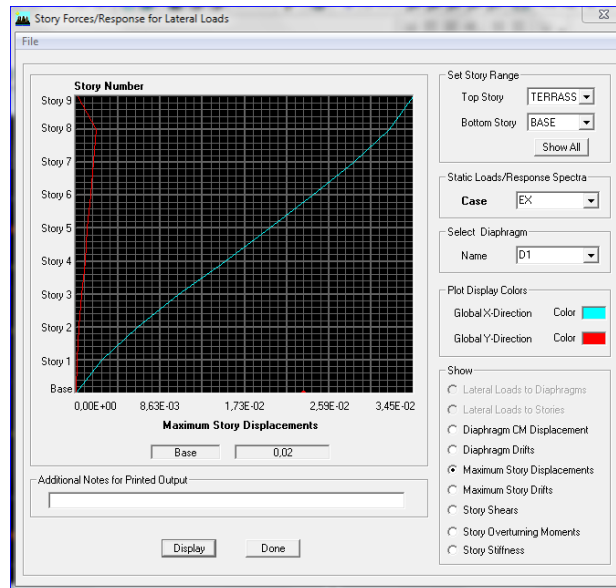 Story Forces/Response for Lateral Loads
File
Story Number
Story 9
Story 8
Story 7
Story 6
Story 5
Story 4
Story 3
Story 2
Story 1
Base
0,00E+00 8,63E-03 1,73E-02 2,59E-02 3,45E-02
Maximum Story Displacements
Base 0,02
Additional Notes for Printed Output
Display Done
Set Story Range
Top Story TERRASS
Bottom Story BASE
Show All
Static Loads/Response Spectra
Case EX
Select Diaphragm
Name D1
Plot Display Colors
Global X-Direction Color
Global Y-Direction Color
Show
Lateral Loads to Diaphragms
Lateral Loads to Stories
Diaphragm CM Displacement
Diaphragm Drifts
Maximum Story Displacements
Maximum Story Drifts
Story Shears
Story Overturning Moments
Story Stiffness